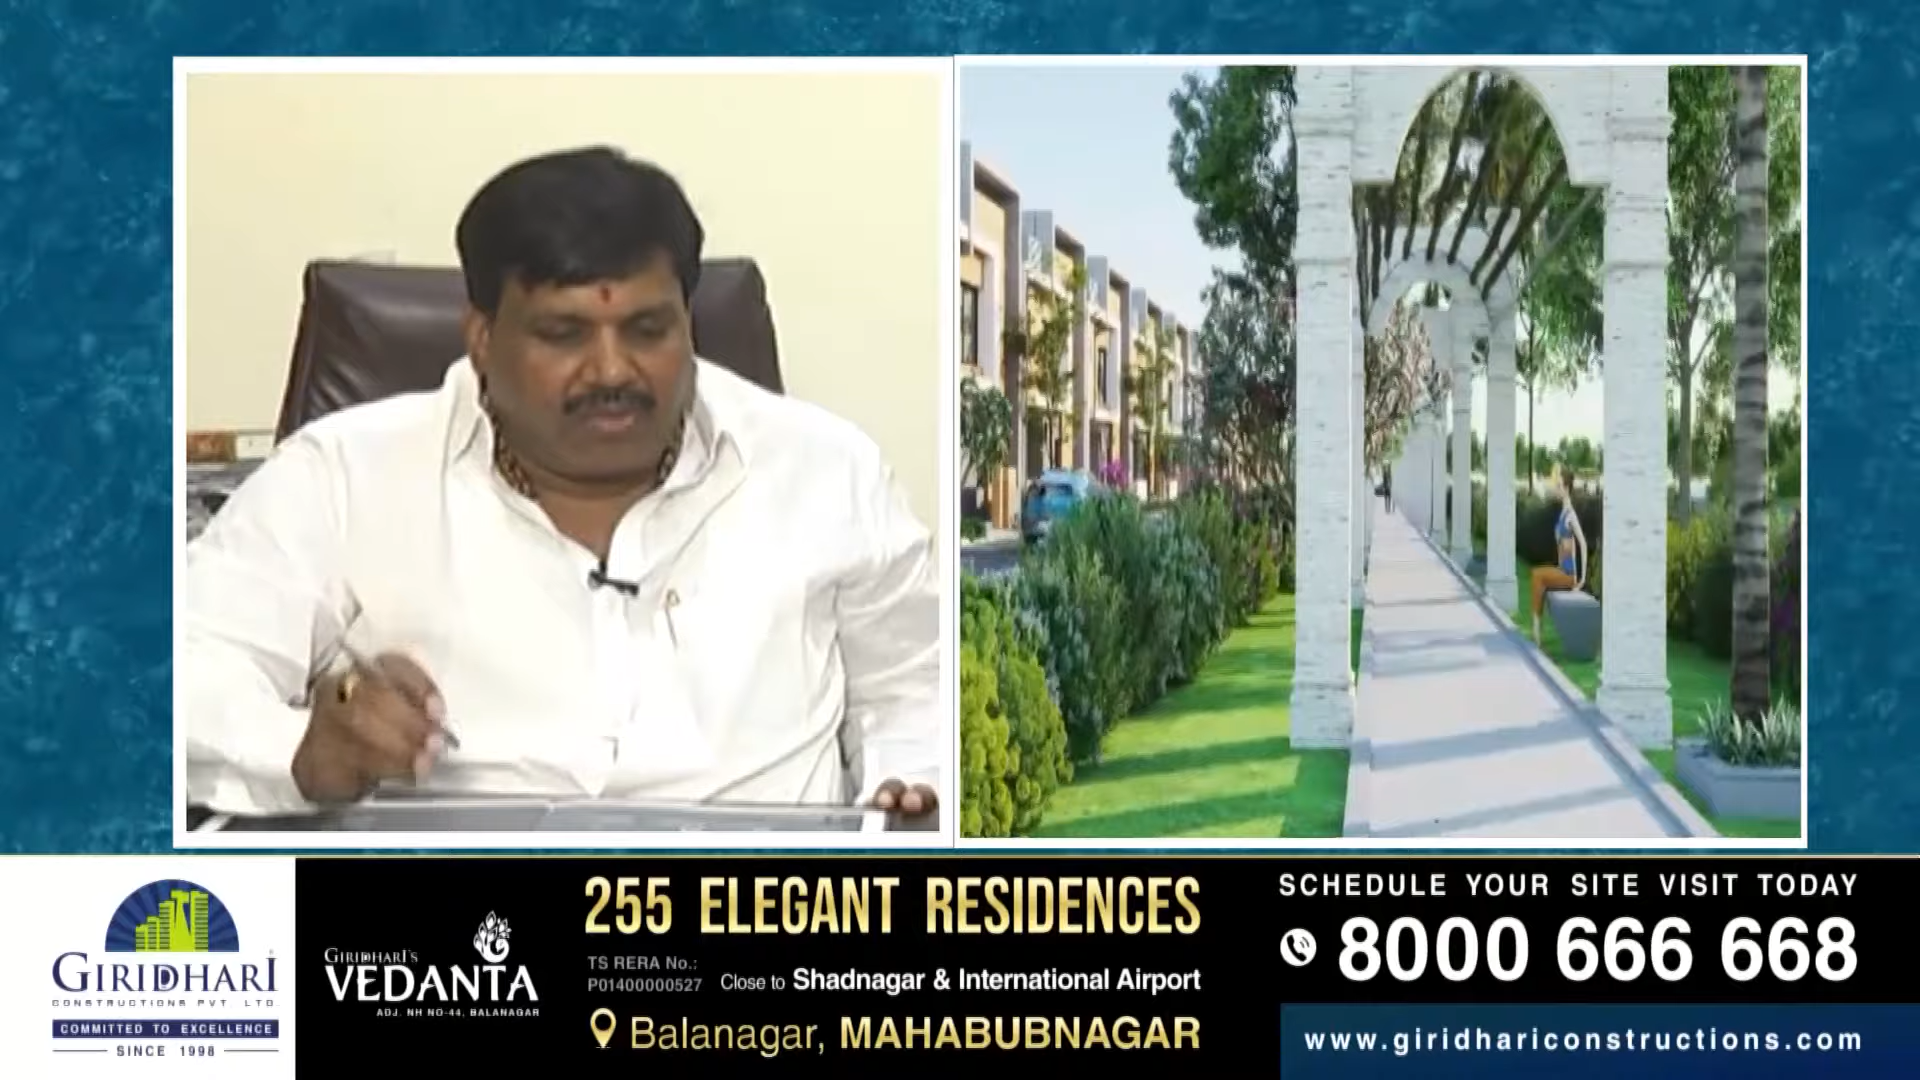 GIRIDHARI
CONSTRUCTIONS PVT. LTD.
COMMITTED TO EXCELLENCE
SINCE 1998
GIRIDHARI's
VEDANTA
ADJ. NH NO-44, BALANAGAR
255 ELEGANT RESIDENCES
TS RERA No.:
P01400000527
Close to Shadnagar & International Airport
Balanagar, MAHABUBNAGAR
SCHEDULE YOUR SITE VISIT TODAY
8000 666 668
www.giridhariconstructions.com